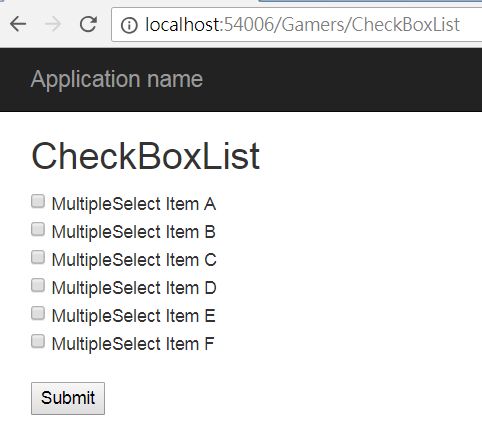 localhost:54006/Gamers/CheckBoxList
Application name
CheckBoxList
MultipleSelect Item A
MultipleSelect Item B
MultipleSelect Item C
MultipleSelect Item D
MultipleSelect Item E
MultipleSelect Item F
Submit